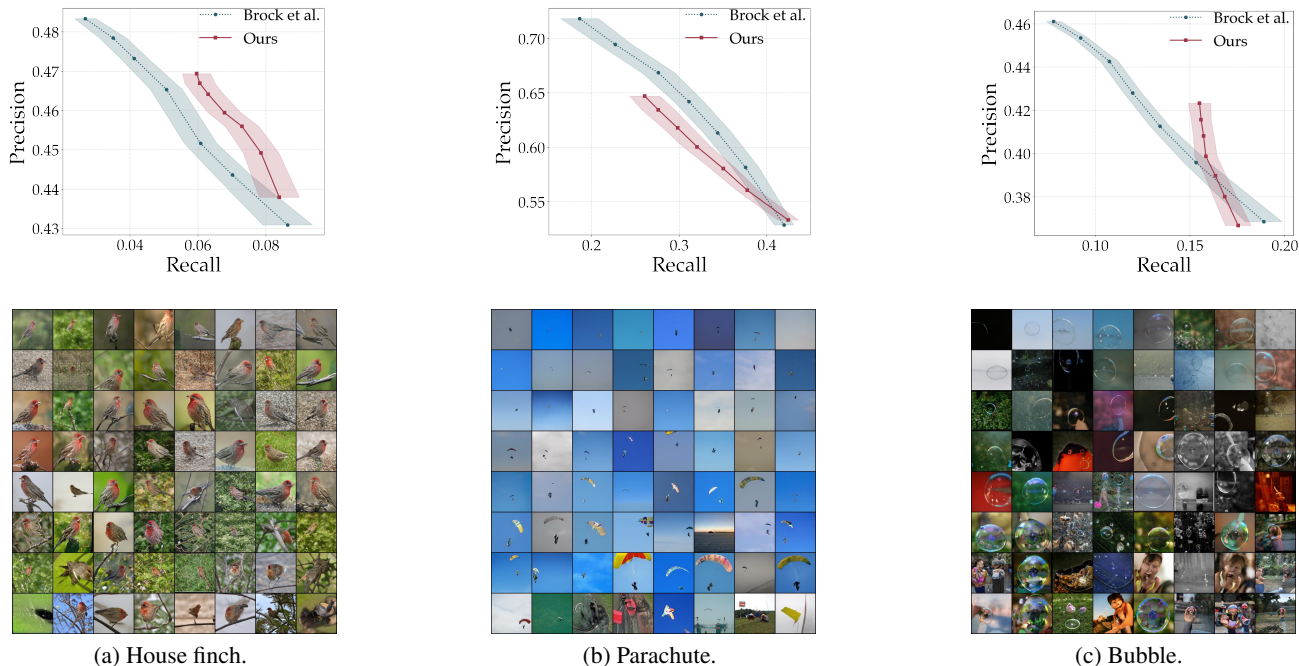 Brock et al.
Ours
Precision
0.48
0.47
0.46
0.45
0.44
0.43
0.04
0.06
0.08
Recall
Brock et al.
Ours
Precision
0.70
0.65
0.60
0.55
0.2
0.3
0.4
Recall
Brock et al.
Ours
Precision
0.46
0.44
0.42
0.40
0.38
0.10
0.15
0.20
Recall
(a) House finch.
(b) Parachute.
(c) Bubble.